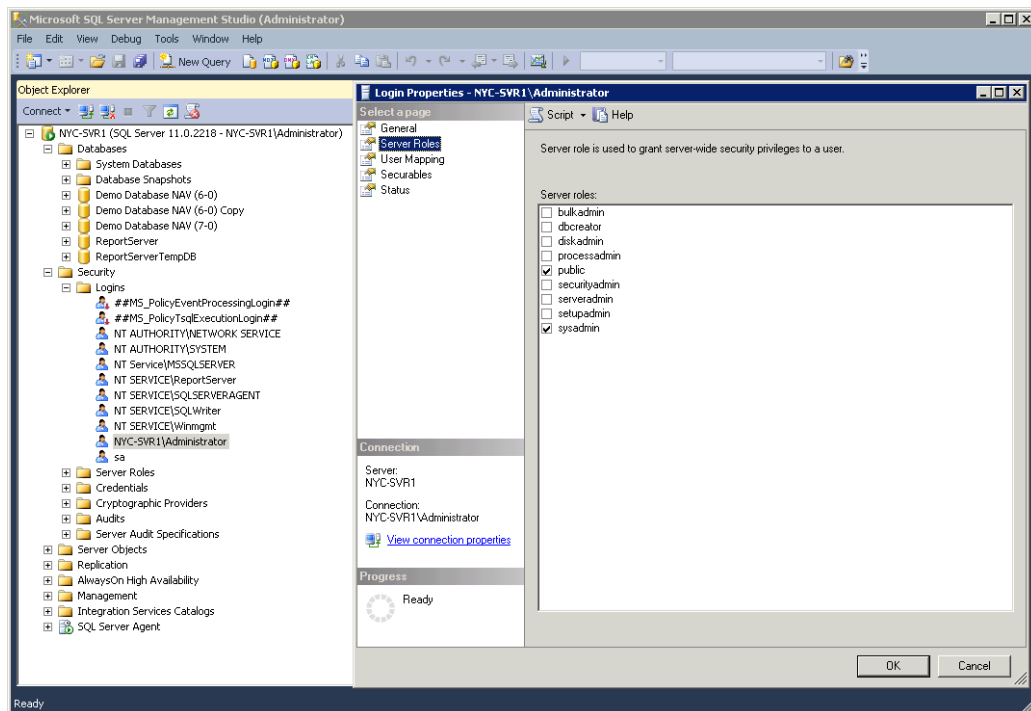 Microsoft SQL Server Management Studio (Administrator)
File Edit View Debug Tools Window Help
New Query
Object Explorer
Connect
NYC-SVR1 (SQL Server 11.0.2218 - NYC-SVR1\Administrator)
Databases
System Databases
Database Snapshots
Demo Database NAV (6-0)
Demo Database NAV (6-0) Copy
Demo Database NAV (7-0)
ReportServer
ReportServerTempDB
Security
Logins
##MS_PolicyEventProcessingLogin##
##MS_PolicyTsqlExecutionLogin##
NT AUTHORITY\NETWORK SERVICE
NT AUTHORITY\SYSTEM
NT Service\MSSQLSERVER
NT SERVICE\ReportServer
NT SERVICE\SQLSERVERAGENT
NT SERVICE\SQLWriter
NT SERVICE\Winmgmt
NYC-SVR1\Administrator
sa
Server Roles
Credentials
Cryptographic Providers
Audits
Server Audit Specifications
Server Objects
Replication
AlwaysOn High Availability
Management
Integration Services Catalogs
SQL Server Agent
Login Properties - NYC-SVR1\Administrator
Select a page
General
Server Roles
User Mapping
Securables
Status
Script Help
Server role is used to grant server-wide security privileges to a user.
Server roles:
bulkadmin
dbcreator
diskadmin
processadmin
public
securityadmin
serveradmin
setupadmin
sysadmin
Connection
Server:
NYC-SVR1
Connection:
NYC-SVR1\Administrator
View connection properties
Progress
Ready
OK Cancel
Ready